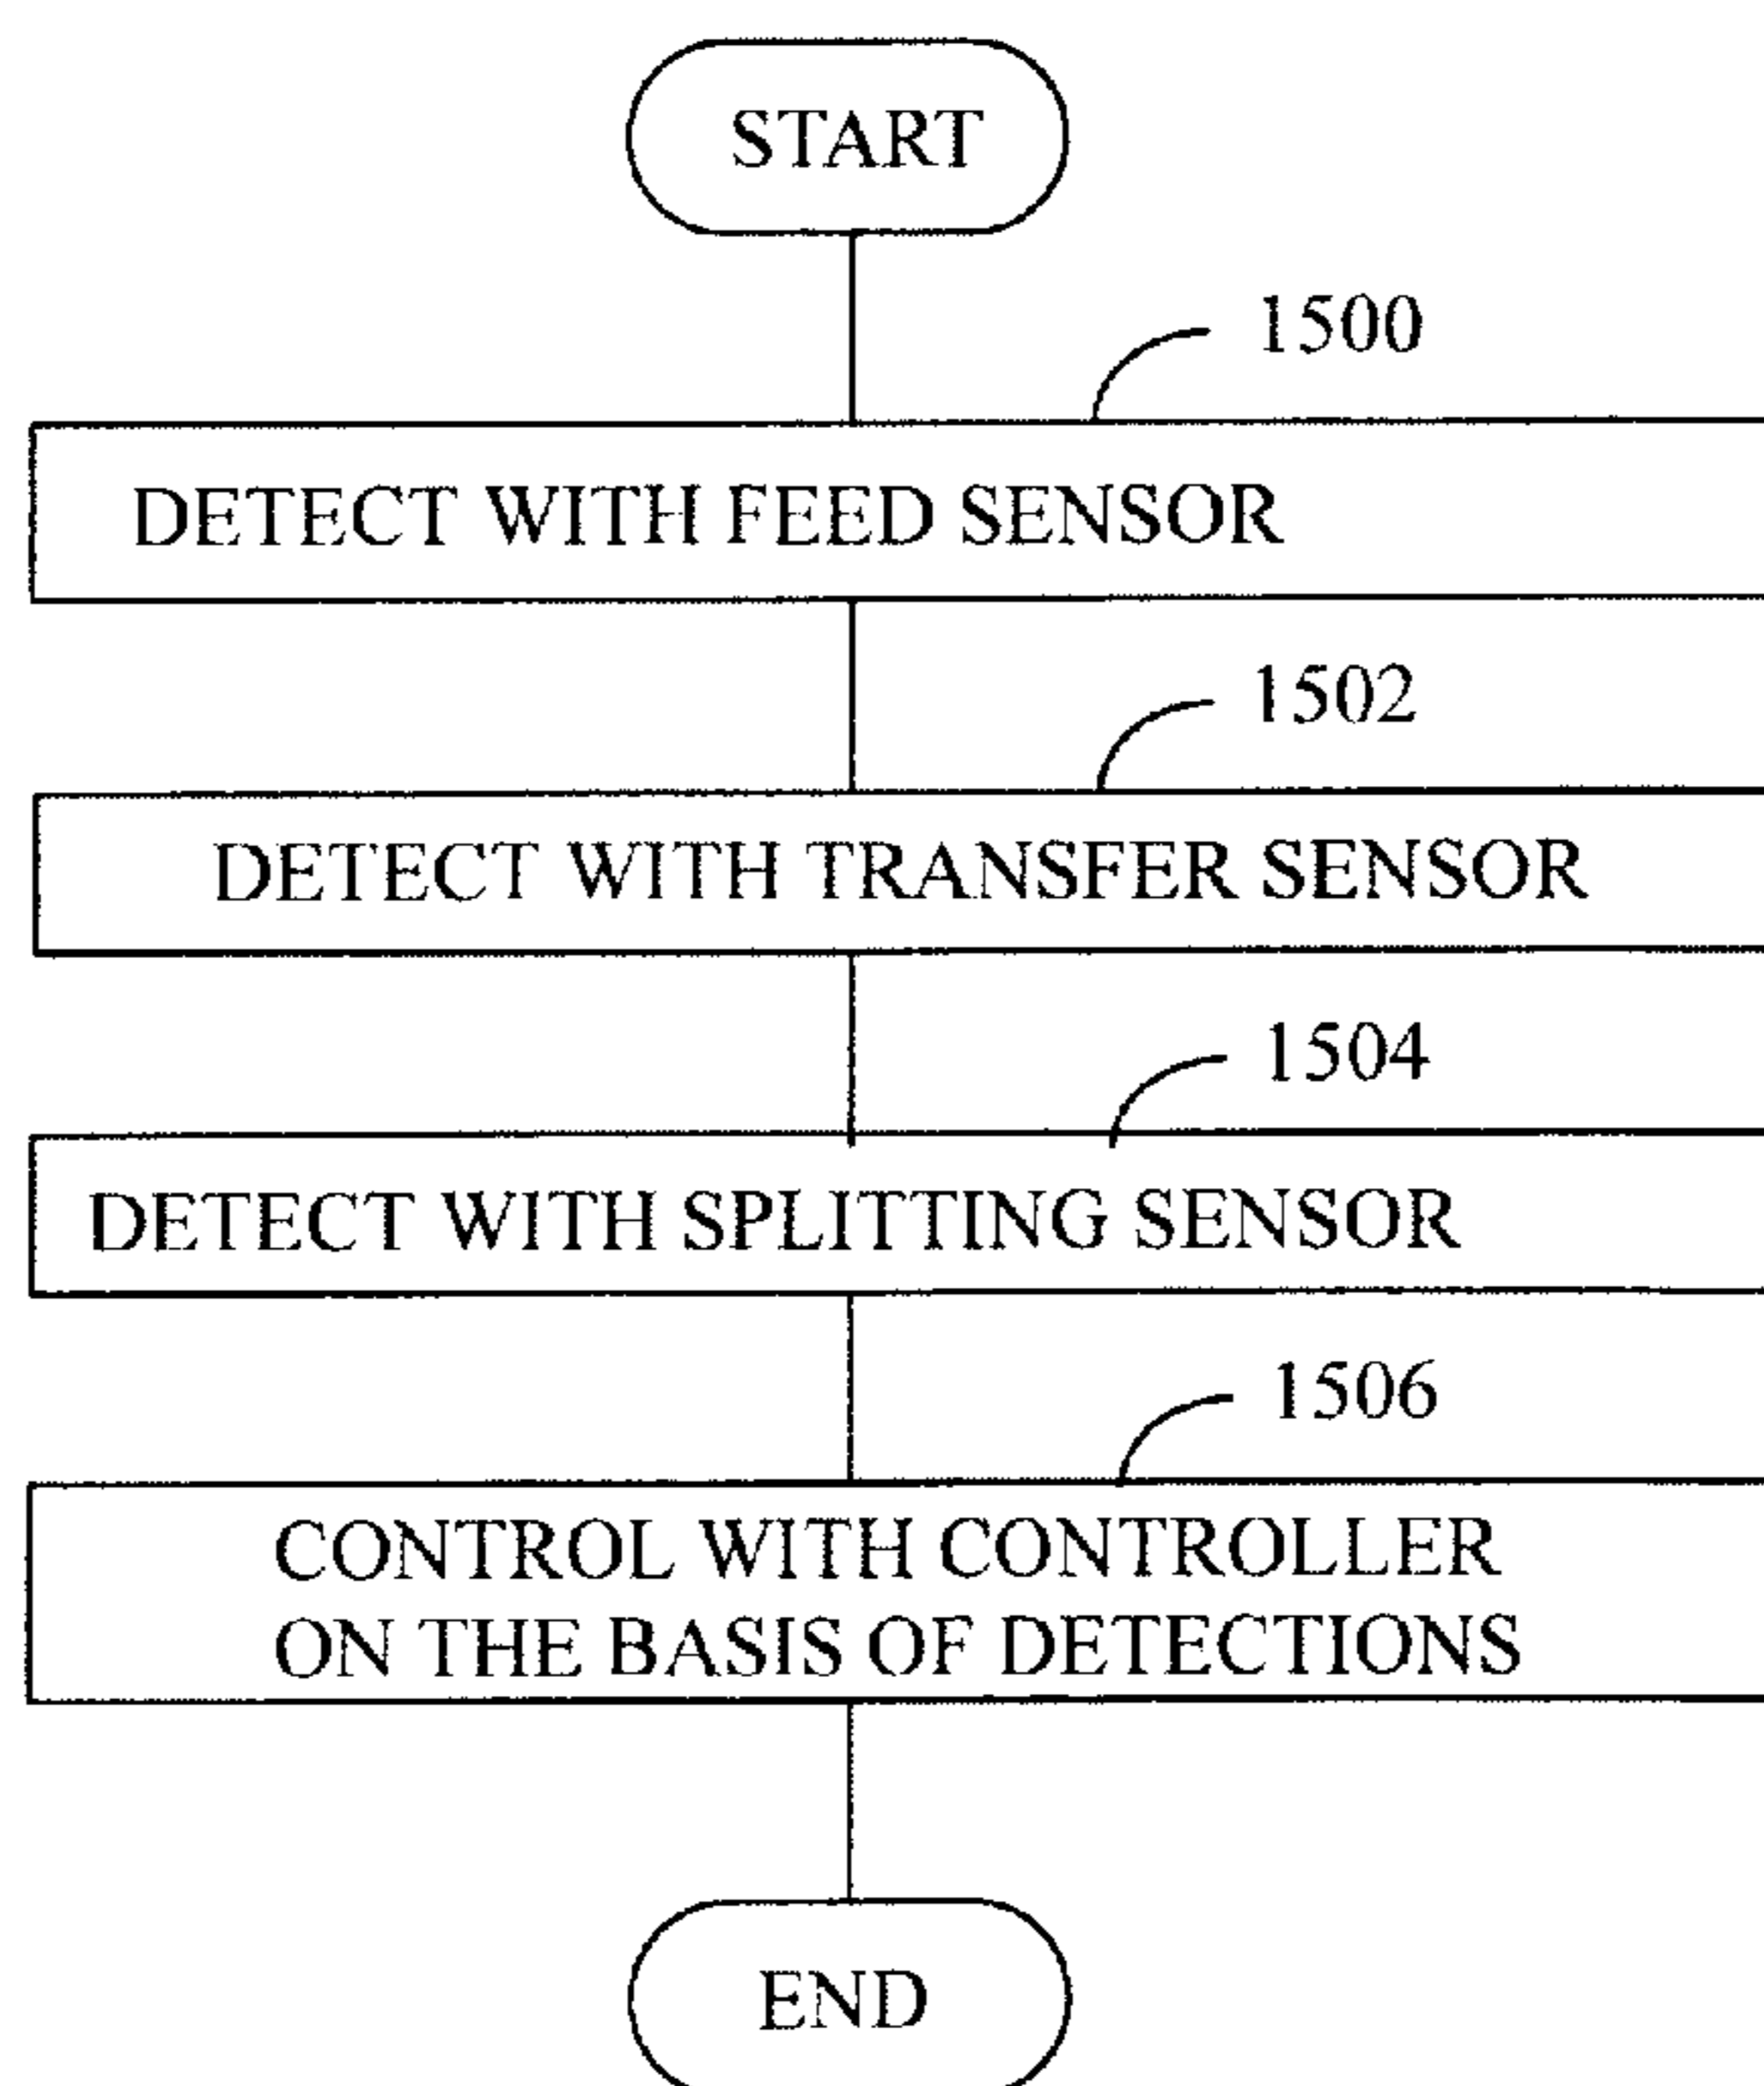 START
1500
DETECT WITH FEED SENSOR
1502
DETECT WITH TRANSFER SENSOR
1504
DETECT WITH SPLITTING SENSOR
1506
CONTROL WITH CONTROLLER
ON THE BASIS OF DETECTIONS
END